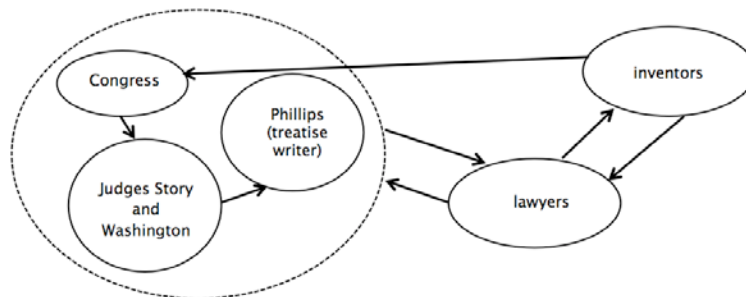 Congress
inventors
Phillips
(treatise
writer)
Judges Story
and
Washington
lawyers